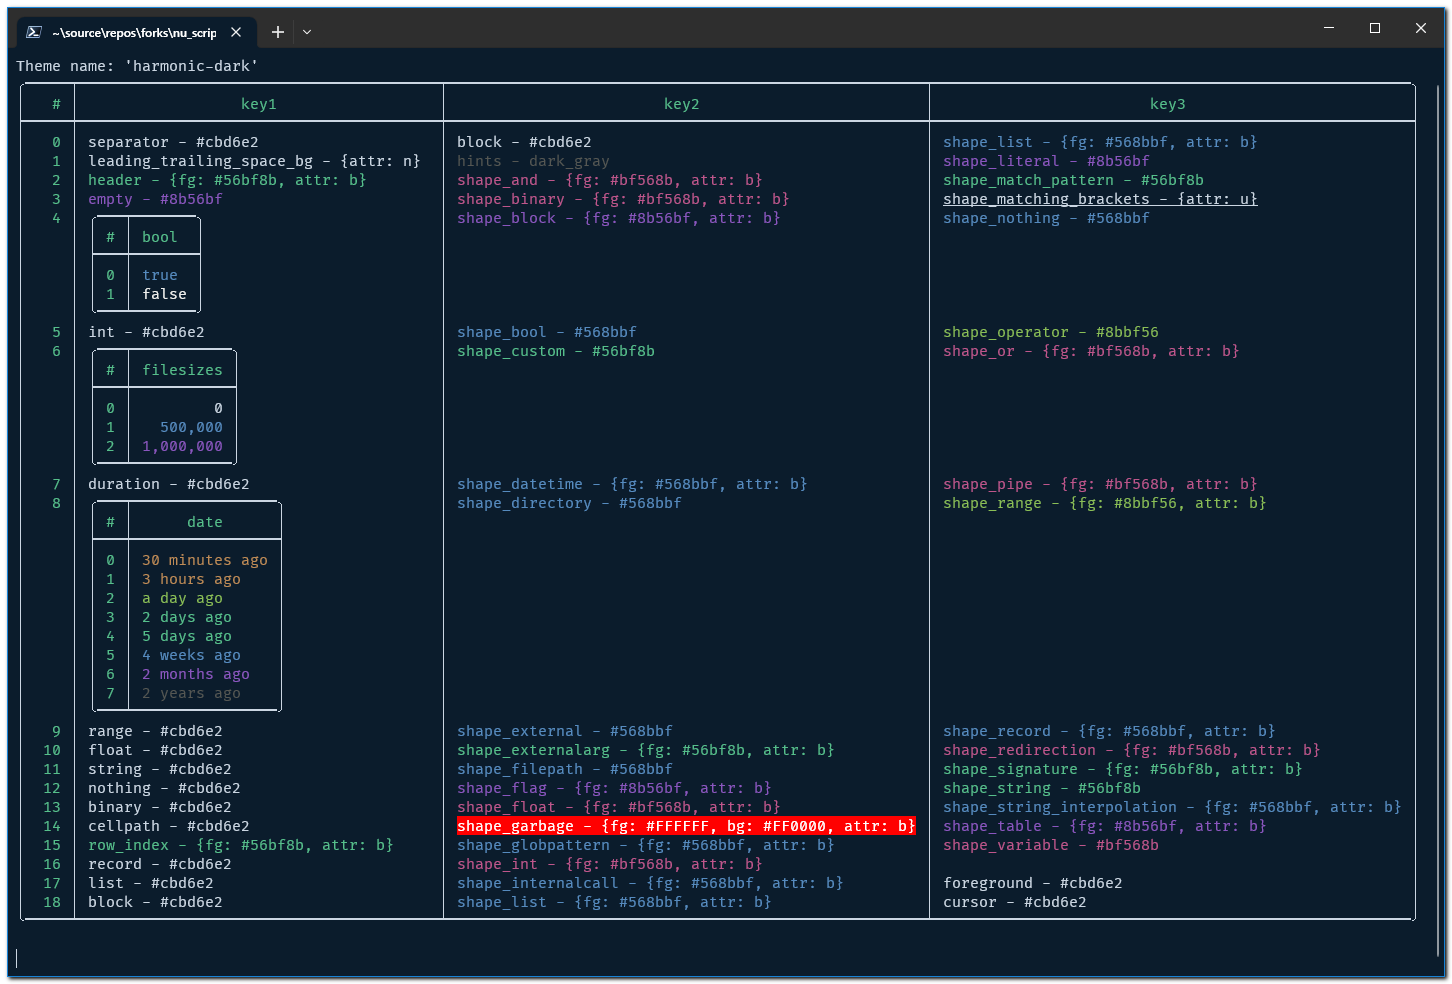 ~\source\repos\forks\nu_scrip
Theme name: 'harmonic-dark'
# key1 key2 key3
0 separator - #cbd6e2 block - #cbd6e2 shape_list - {fg: #568bbf, attr: b}
1 leading_trailing_space_bg - {attr: n} hints - dark_gray shape_literal - #8b56bf
2 header - {fg: #56bf8b, attr: b} shape_and - {fg: #bf568b, attr: b} shape_match_pattern - #56bf8b
3 empty - #8b56bf shape_binary - {fg: #bf568b, attr: b} shape_matching_brackets - {attr: u}
4 shape_block - {fg: #8b56bf, attr: b} shape_nothing - #568bbf
# bool
0 true
1 false
5 int - #cbd6e2 shape_bool - #568bbf shape_operator - #8bbf56
6 shape_custom - #56bf8b shape_or - {fg: #bf568b, attr: b}
# filesizes
0 0
1 500,000
2 1,000,000
7 duration - #cbd6e2 shape_datetime - {fg: #568bbf, attr: b} shape_pipe - {fg: #bf568b, attr: b}
8 shape_directory - #568bbf shape_range - {fg: #8bbf56, attr: b}
# date
0 30 minutes ago
1 3 hours ago
2 a day ago
3 2 days ago
4 5 days ago
5 4 weeks ago
6 2 months ago
7 2 years ago
9 range - #cbd6e2 shape_external - #568bbf shape_record - {fg: #568bbf, attr: b}
10 float - #cbd6e2 shape_externalarg - {fg: #56bf8b, attr: b} shape_redirection - {fg: #bf568b, attr: b}
11 string - #cbd6e2 shape_filepath - #568bbf shape_signature - {fg: #56bf8b, attr: b}
12 nothing - #cbd6e2 shape_flag - {fg: #8b56bf, attr: b} shape_string - #56bf8b
13 binary - #cbd6e2 shape_float - {fg: #bf568b, attr: b} shape_string_interpolation - {fg: #568bbf, attr: b}
14 cellpath - #cbd6e2 shape_garbage - {fg: #FFFFFF, bg: #FF0000, attr: b} shape_table - {fg: #8b56bf, attr: b}
15 row_index - {fg: #56bf8b, attr: b} shape_globpattern - {fg: #568bbf, attr: b} shape_variable - #bf568b
16 record - #cbd6e2 shape_int - {fg: #bf568b, attr: b}
17 list - #cbd6e2 shape_internalcall - {fg: #568bbf, attr: b} foreground - #cbd6e2
18 block - #cbd6e2 shape_list - {fg: #568bbf, attr: b} cursor - #cbd6e2